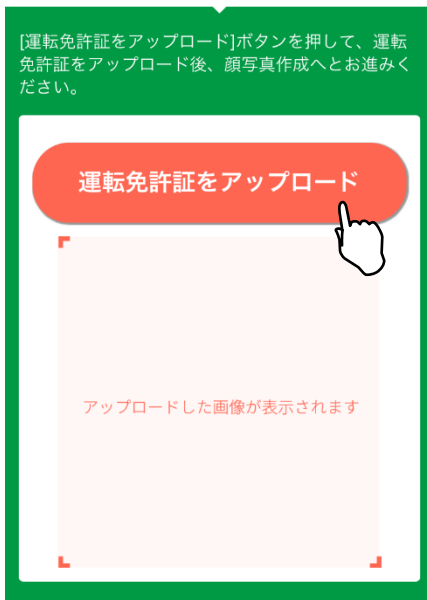 [運転免許証をアップロード]ボタンを押して、運転
免許証をアップロード後、顔写真作成へとお進みく
ださい。
運転免許証をアップロード
アップロードした画像が表示されます